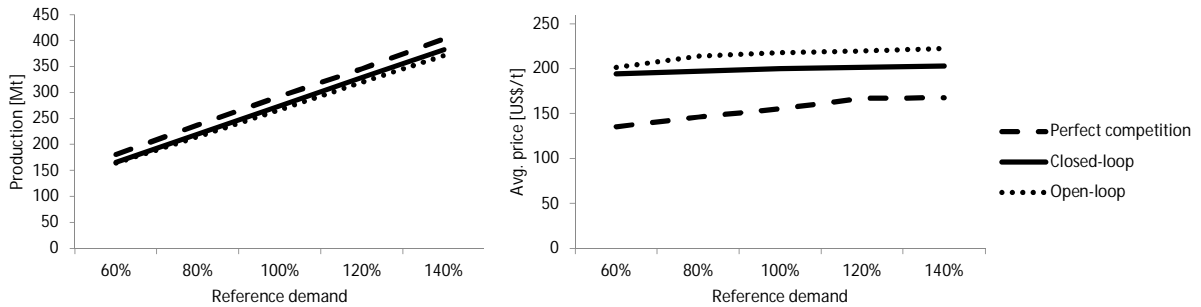 Production [Mt]
450
400
350
300
250
200
150
100
50
0
60% 80% 100% 120% 140%
Reference demand
Avg. price [US$/t]
250
200
150
100
50
0
60% 80% 100% 120% 140%
Reference demand
Perfect competition
Closed-loop
Open-loop